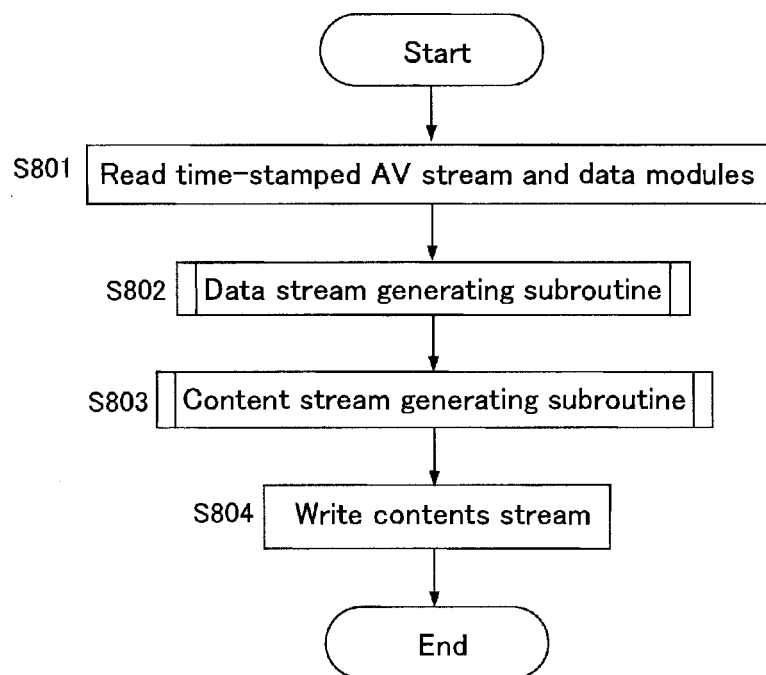 Start
S801 Read time-stamped AV stream and data modules
S802 Data stream generating subroutine
S803 Content stream generating subroutine
S804 Write contents stream
End